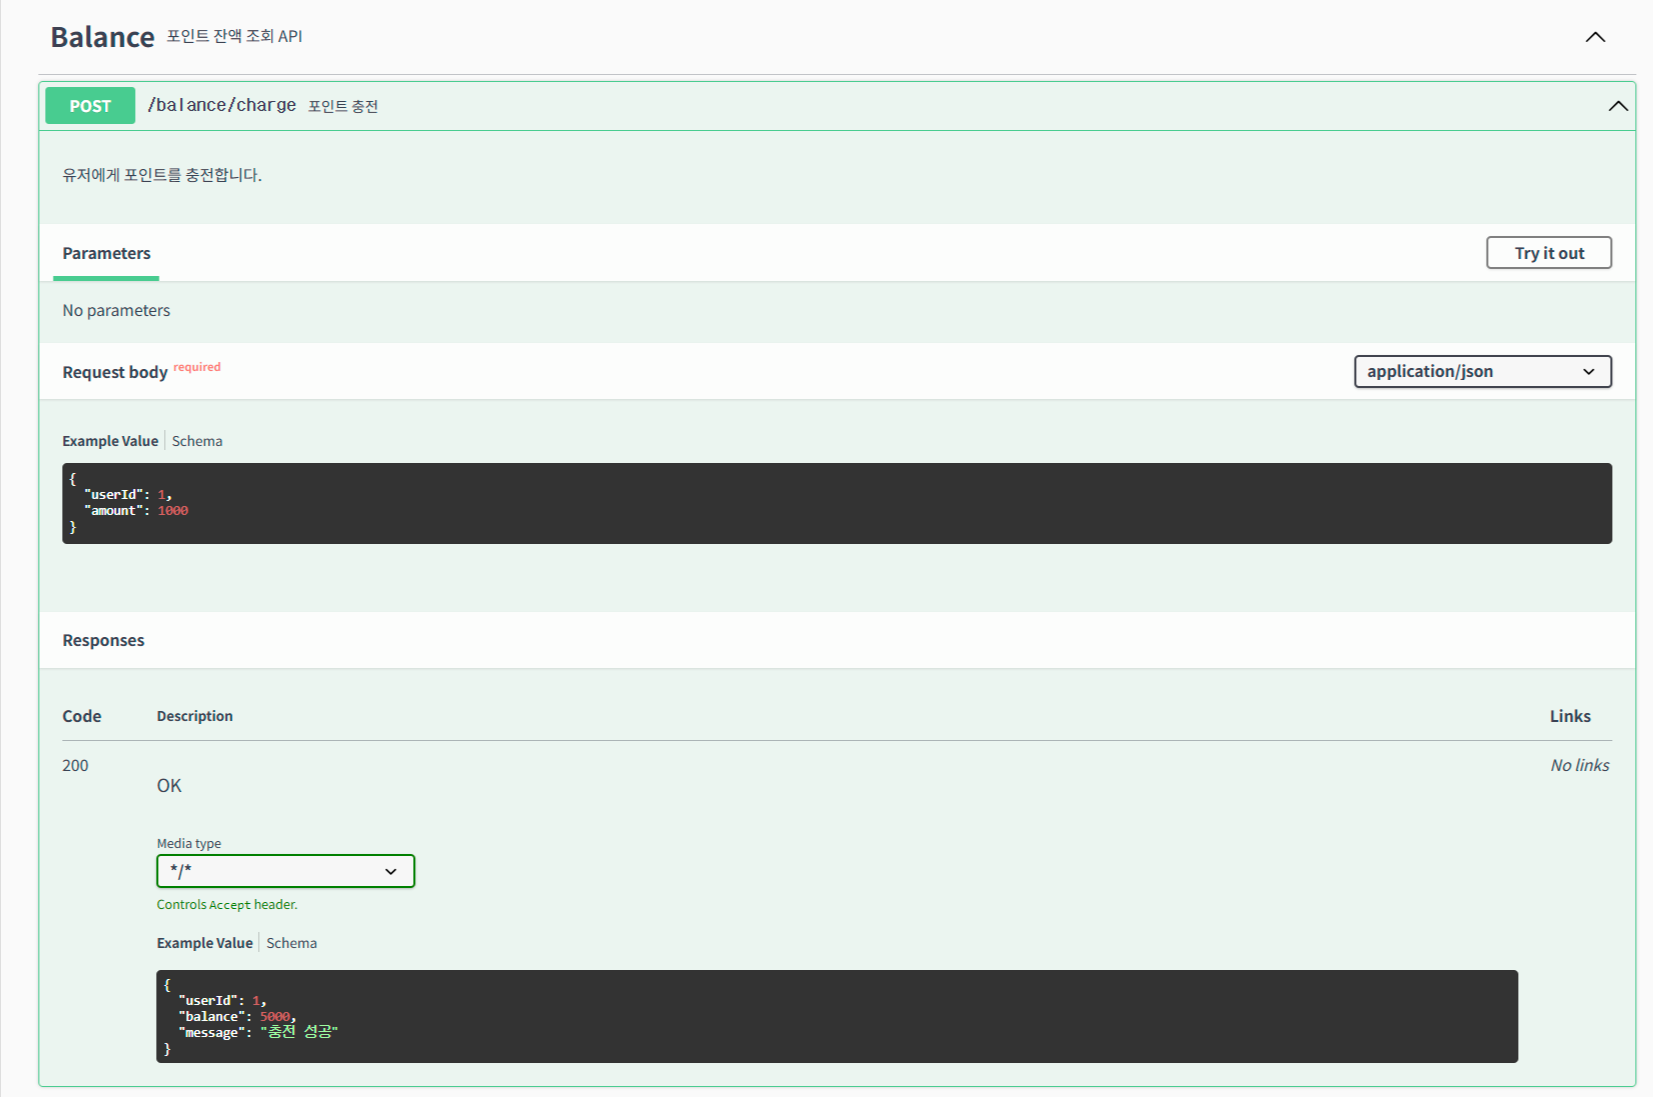 Balance 포인트 잔액 조회 API
POST /balance/charge 포인트 충전
유저에게 포인트를 충전합니다.
Parameters Try it out
No parameters
Request body required application/json
Example Value Schema
{
"userId": 1,
"amount": 1000
}
Responses
Code Description Links
200 No links
OK
Media type
*/*
Controls Accept header.
Example Value Schema
{
"userId": 1,
"balance": 5000,
"message": "충전 성공"
}